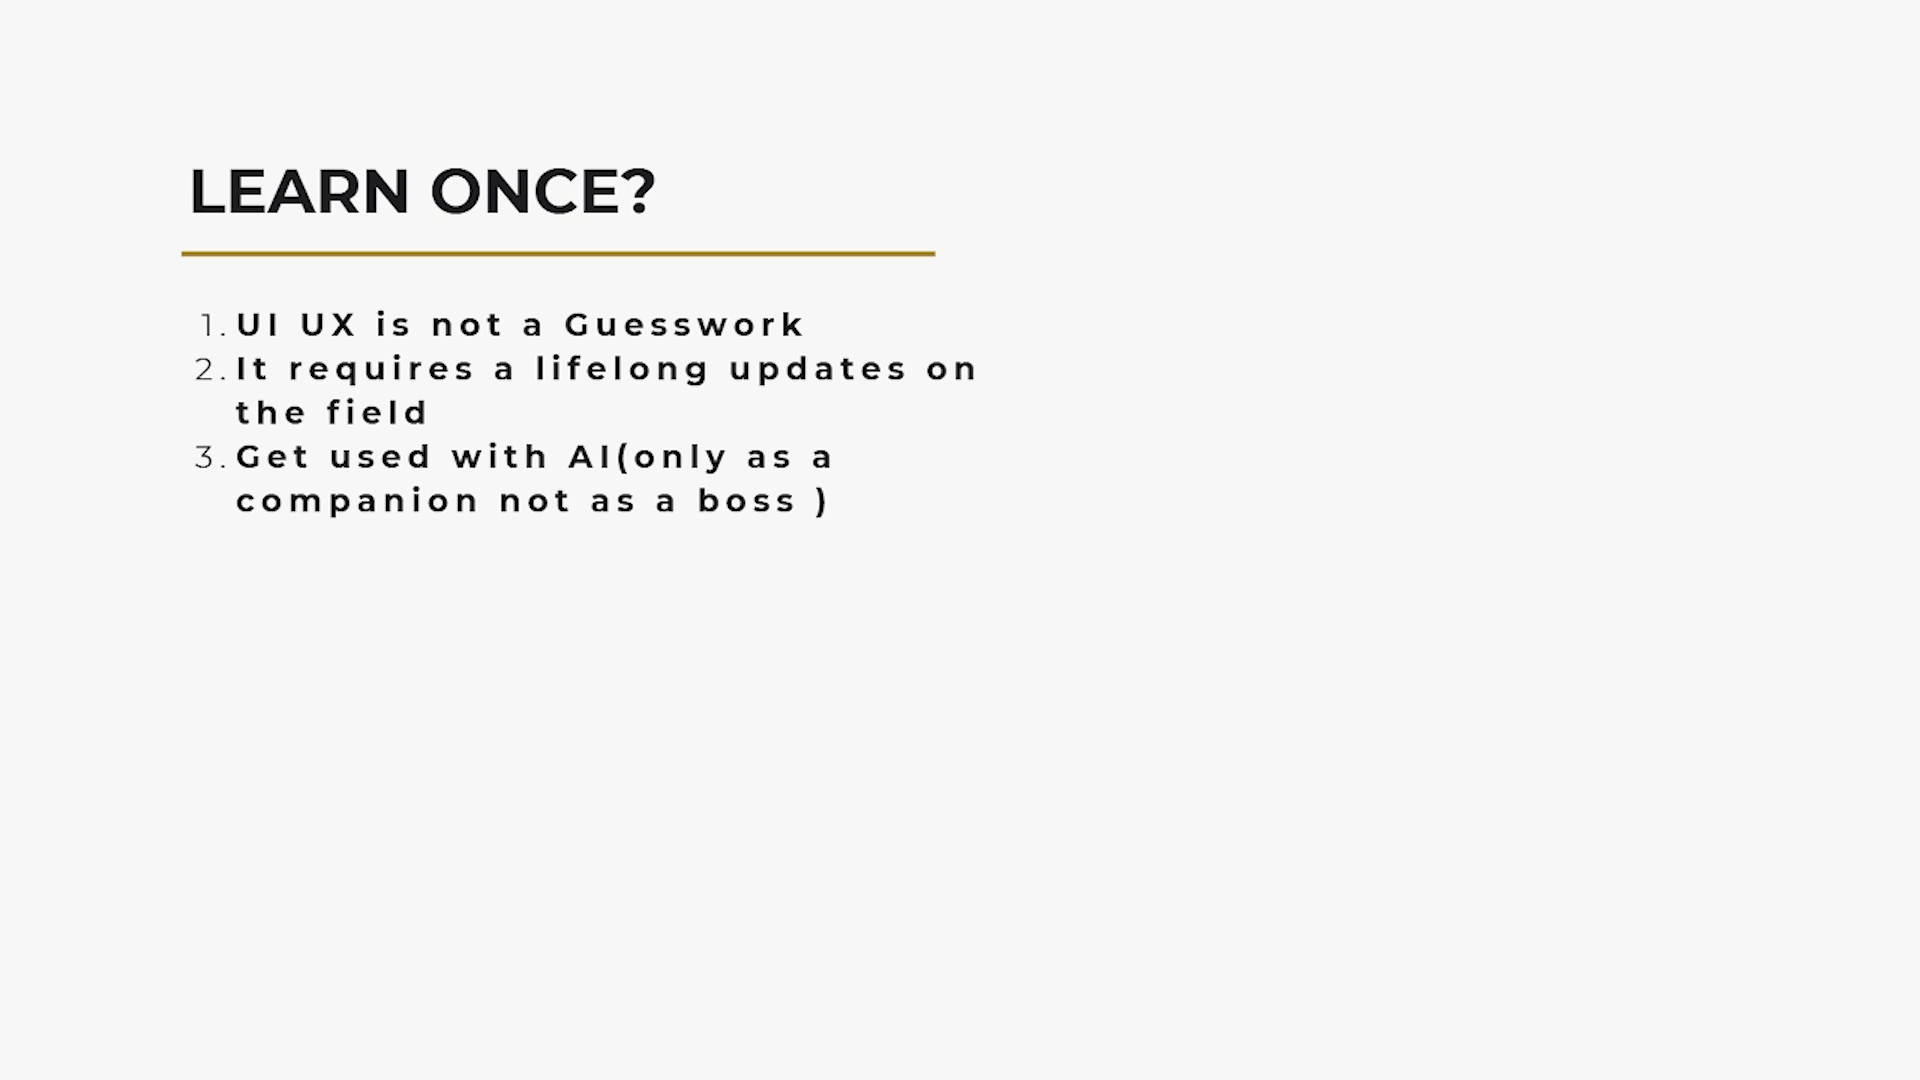 LEARN ONCE?
1. UI UX is not a Guesswork
2. It requires a lifelong updates on
the field
3. Get used with AI(only as a
companion not as a boss )